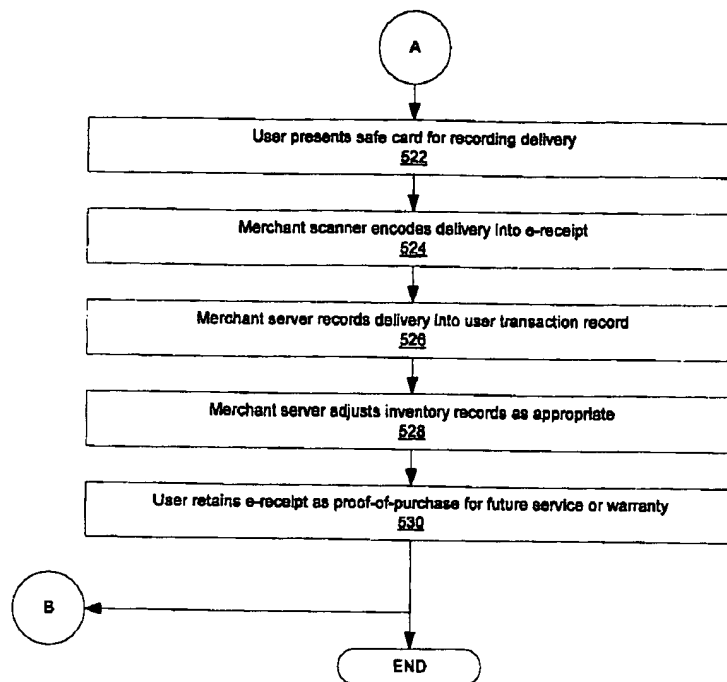 A
User presents safe card for recording delivery
522
Merchant scanner encodes delivery into e-receipt
524
Merchant server records delivery into user transaction record
526
Merchant server adjusts inventory records as appropriate
528
User retains e-receipt as proof-of-purchase for future service or warranty
530
B
END